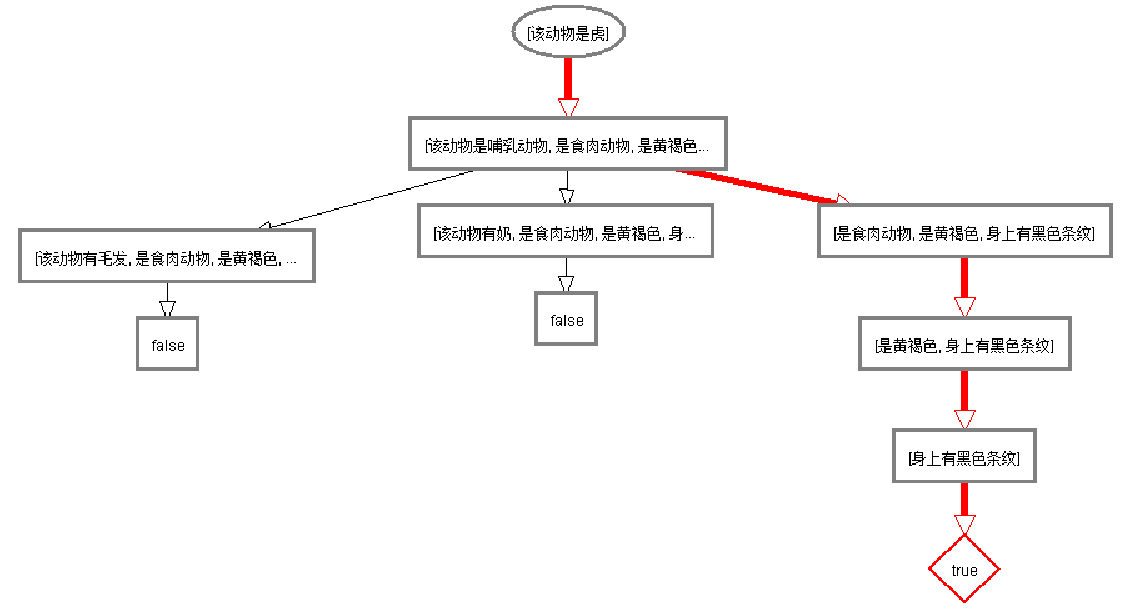 [该动物是虎]
[该动物是哺乳动物, 是食肉动物, 是黄褐色...
[该动物有毛发, 是食肉动物, 是黄褐色, ...
[该动物有奶, 是食肉动物, 是黄褐色, 身...
[是食肉动物, 是黄褐色, 身上有黑色条纹]
false
false
[是黄褐色, 身上有黑色条纹]
[身上有黑色条纹]
true